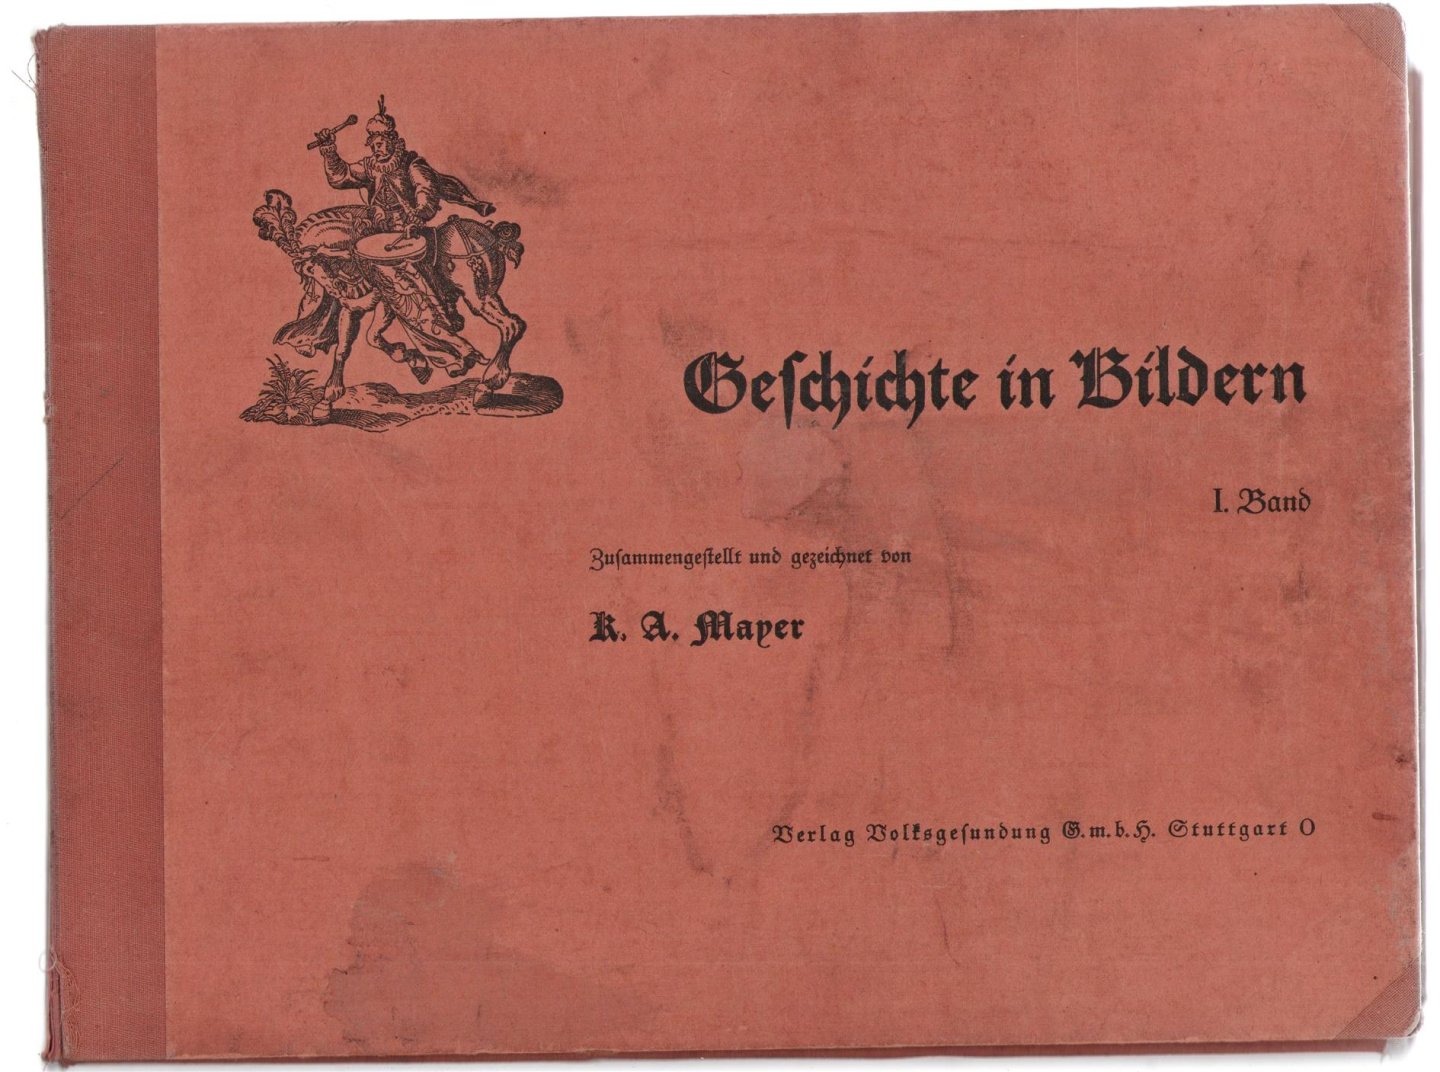 Geſchichte in Bildern
I. Band
Zuſammengeſtellt und gezeichnet von
K. A. Mayer
Verlag Volksgeſundung G.m.b.H. Stuttgart O